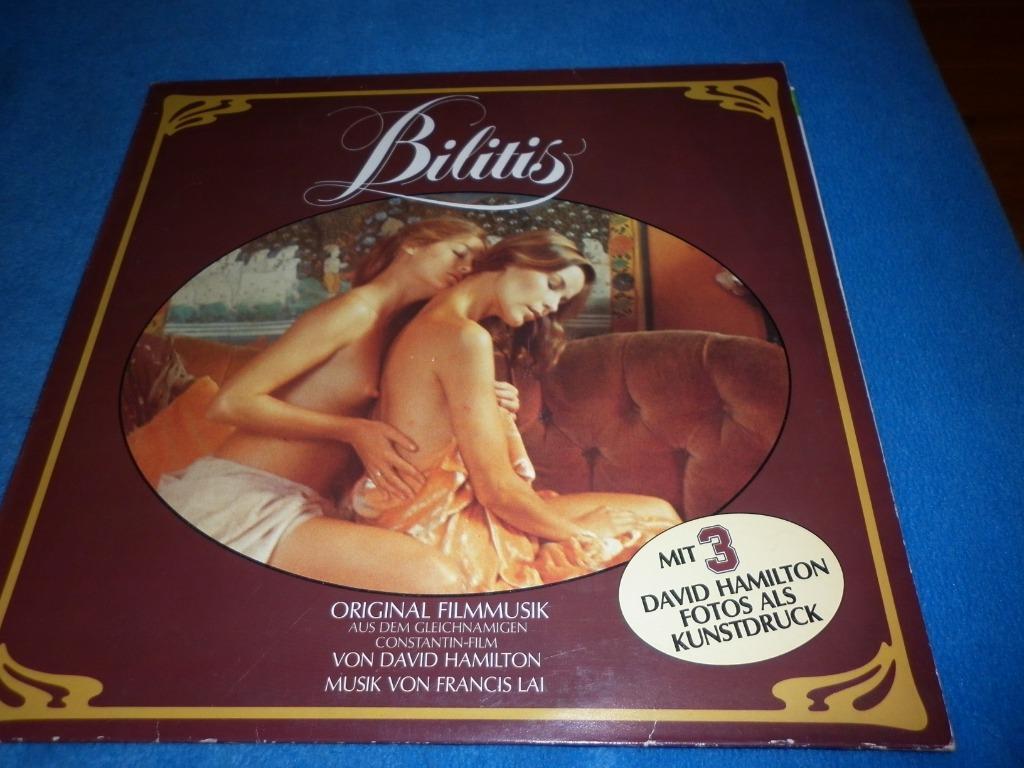 Bilitis
ORIGINAL FILMMUSIK
AUS DEM GLEICHNAMIGEN
CONSTANTIN-FILM
VON DAVID HAMILTON
MUSIK VON FRANCIS LAI
MIT 3
DAVID HAMILTON
FOTOS ALS
KUNSTDRUCK